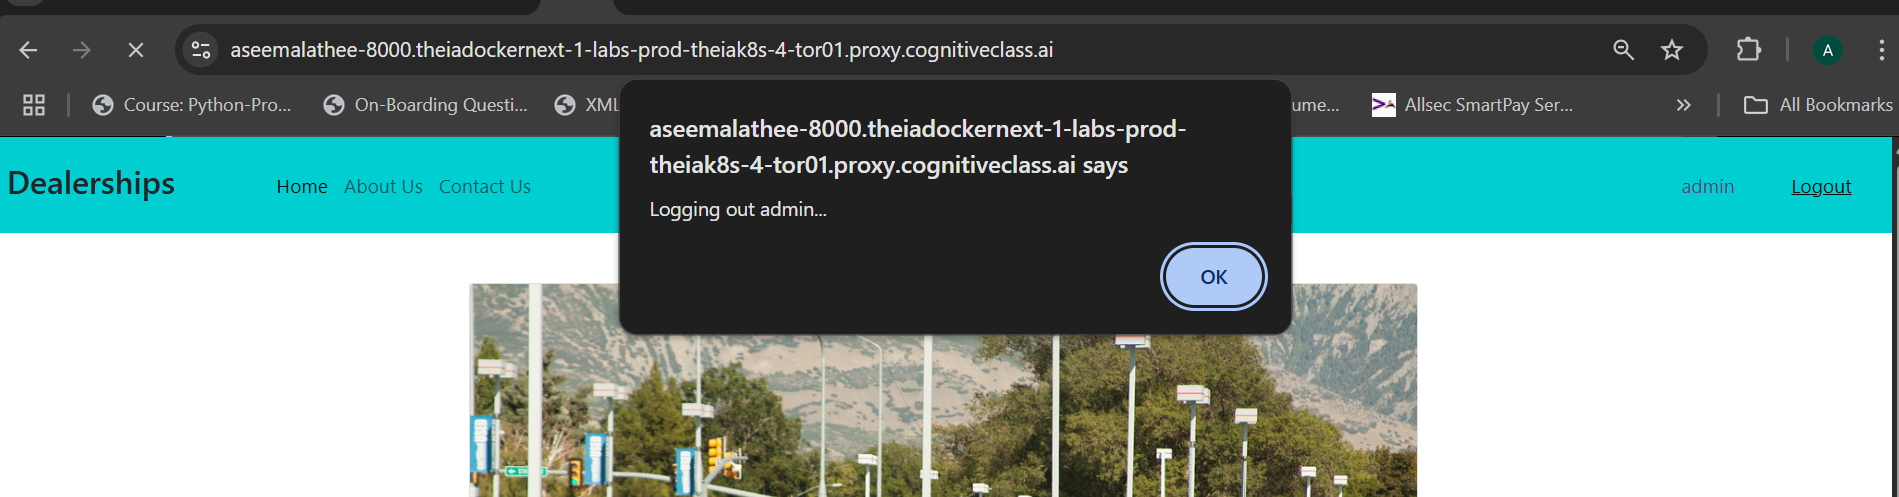 aseemalathee-8000.theiadockernext-1-labs-prod-theiak8s-4-tor01.proxy.cognitiveclass.ai
A
Course: Python-Pro...
On-Boarding Questi...
XML
ume...
Allsec SmartPay Ser...
All Bookmarks
aseemalathee-8000.theiadockernext-1-labs-prod-
theiak8s-4-tor01.proxy.cognitiveclass.ai says
Logging out admin...
OK
Dealerships
Home
About Us
Contact Us
admin
Logout